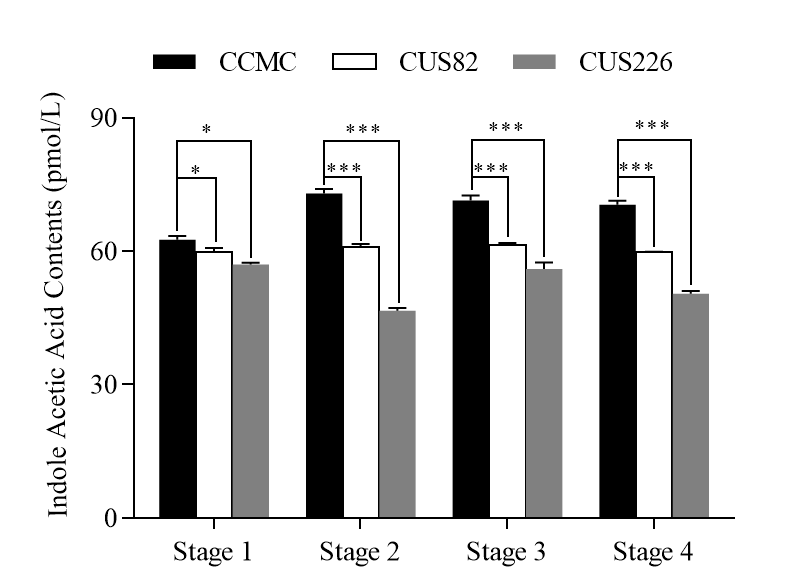 CCMC CUS82 CUS226
Indole Acetic Acid Contents (pmol/L)
90
60
30
0
* *
*** ***
*** ***
*** ***
Stage 1 Stage 2 Stage 3 Stage 4